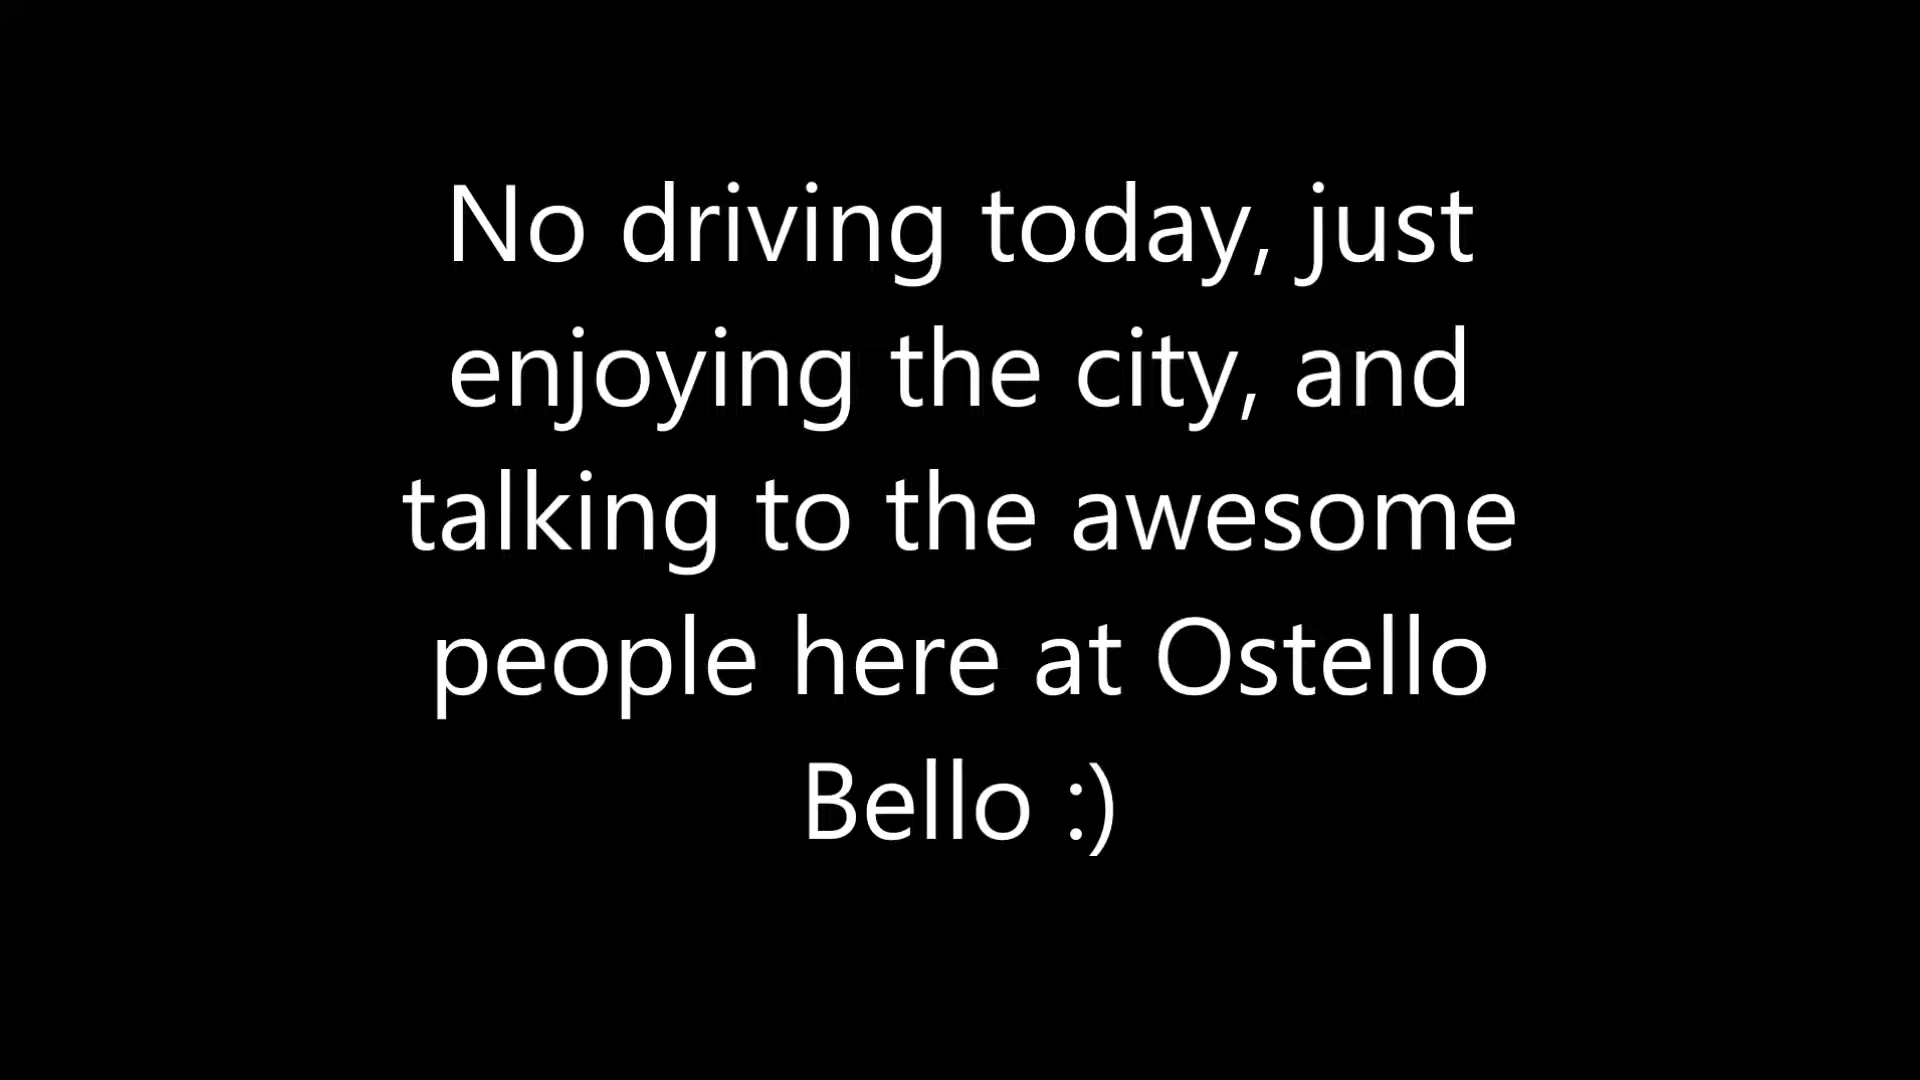 No driving today, just
enjoying the city, and
talking to the awesome
people here at Ostello
Bello :)